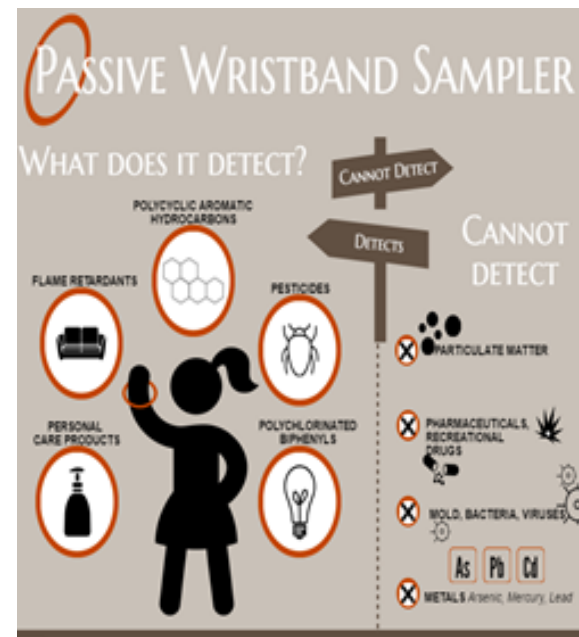 PASSIVE WRISTBAND SAMPLER
WHAT DOES IT DETECT?
CANNOT DETECT
DETECTS
CANNOT
DETECT
POLYCYCLIC AROMATIC
HYDROCARBONS
FLAME RETARDANTS
PESTICIDES
PERSONAL
CARE PRODUCTS
POLYCHLORINATED
BIPHENYLS
PARTICULATE MATTER
PHARMACEUTICALS,
RECREATIONAL
DRUGS
MOLD, BACTERIA, VIRUSES
As Pb Cd
METALS Arsenic, Mercury, Lead